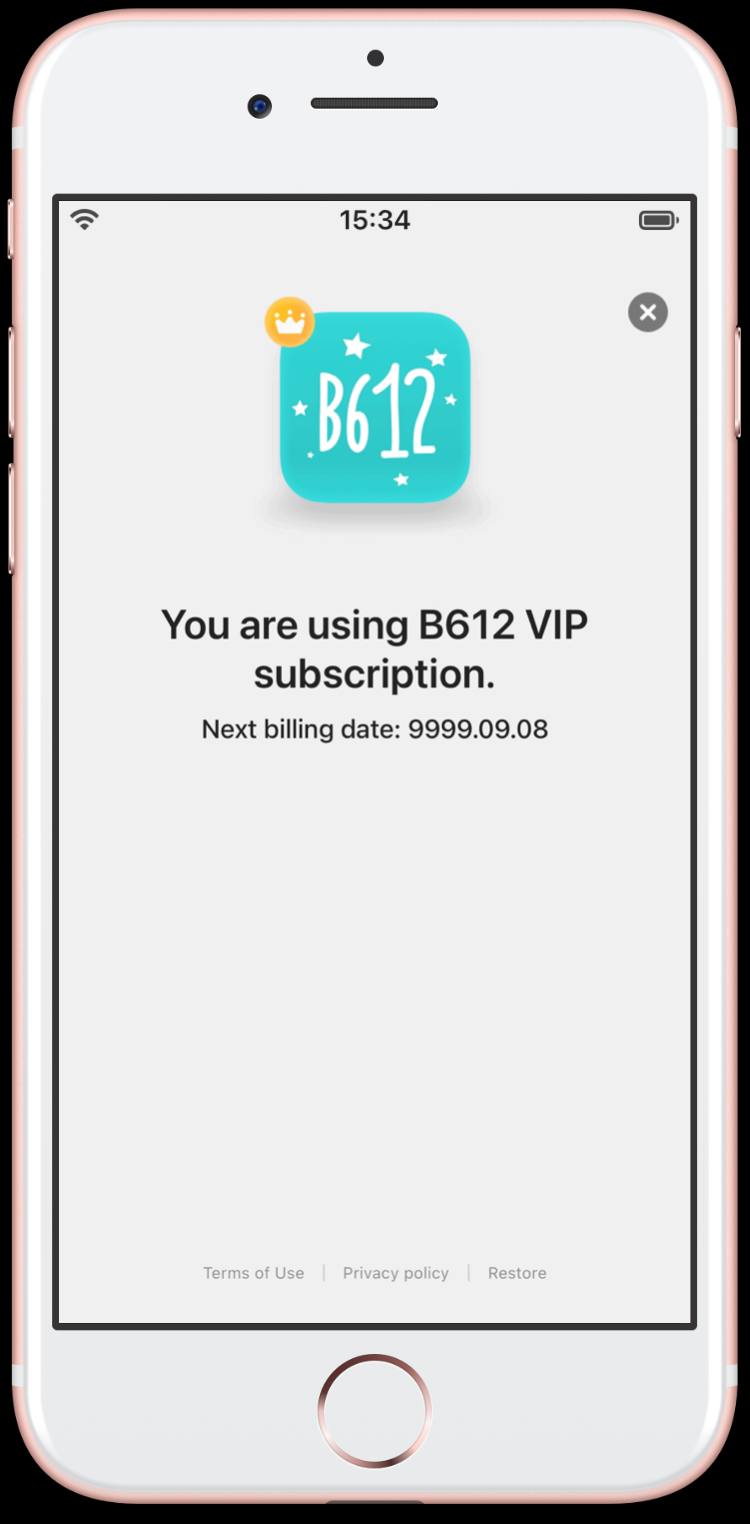 15:34
B612
You are using B612 VIP
subscription.
Next billing date: 9999.09.08
Terms of Use | Privacy policy | Restore